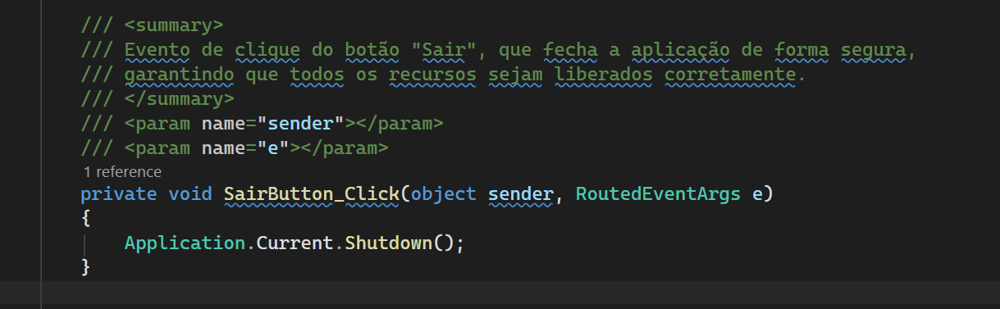 /// <summary>
/// Evento de clique do botão "Sair", que fecha a aplicação de forma segura,
/// garantindo que todos os recursos sejam liberados corretamente.
/// </summary>
/// <param name="sender"></param>
/// <param name="e"></param>
1 reference
private void SairButton_Click(object sender, RoutedEventArgs e)
{
    Application.Current.Shutdown();
}